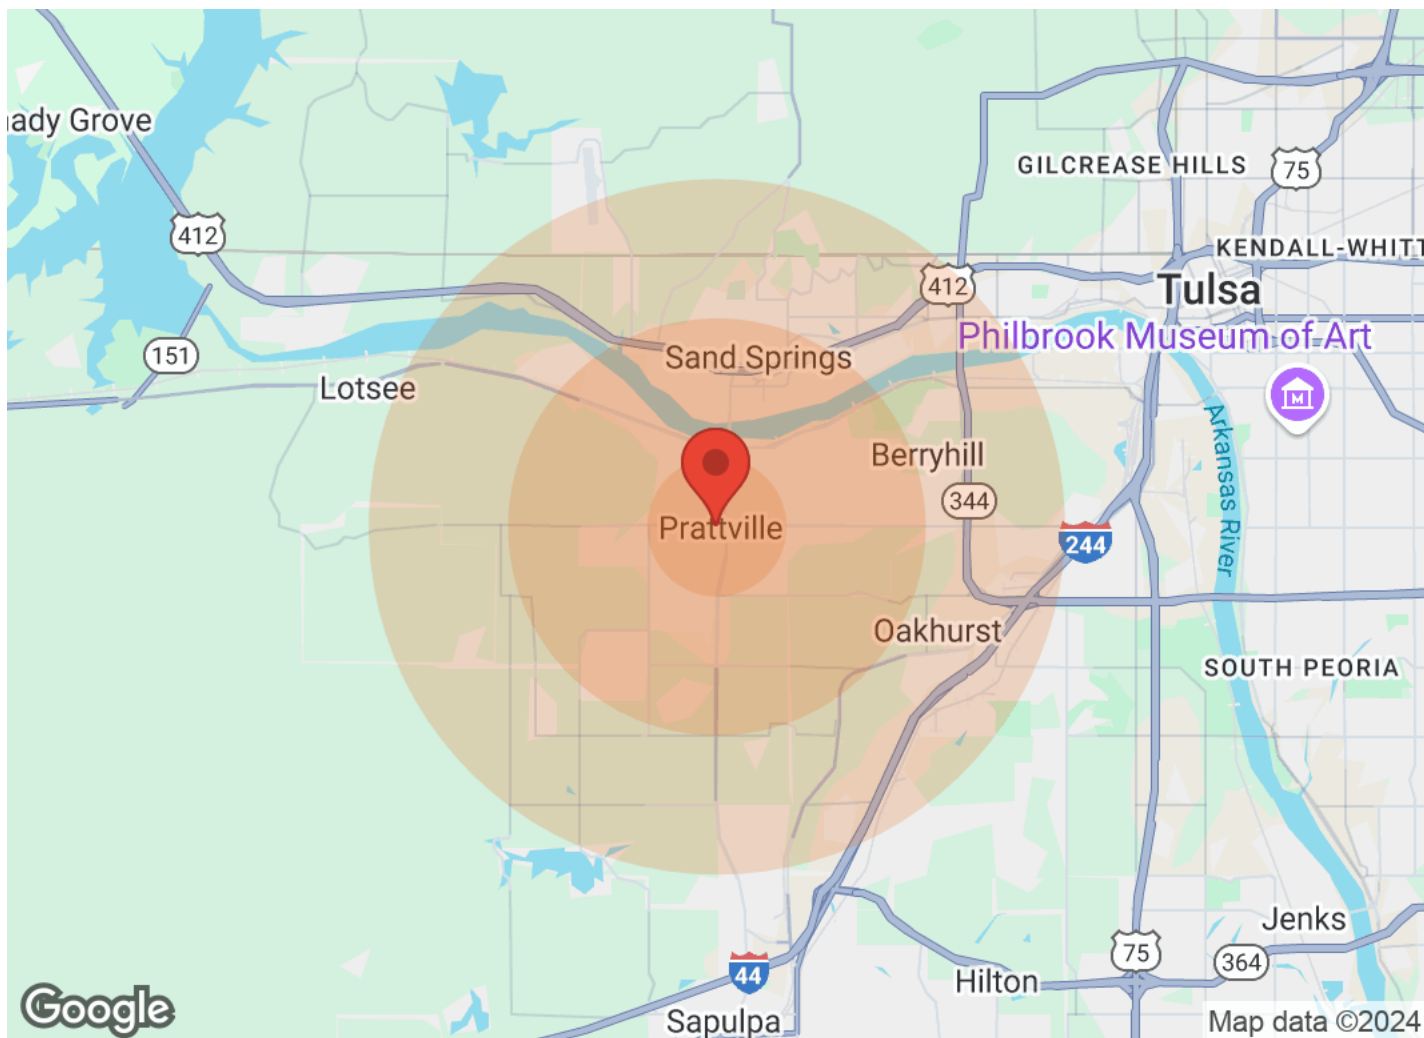 ady Grove
GILCREASE HILLS
75
412
KENDALL-WHITT
412
Tulsa
Philbrook Museum of Art
151
Sand Springs
Lotsee
M
Arkansas River
Berryhill
344
Prattville
244
Oakhurst
SOUTH PEORIA
Jenks
75
364
44
Hilton
Google
Sapulpa
Map data ©2024